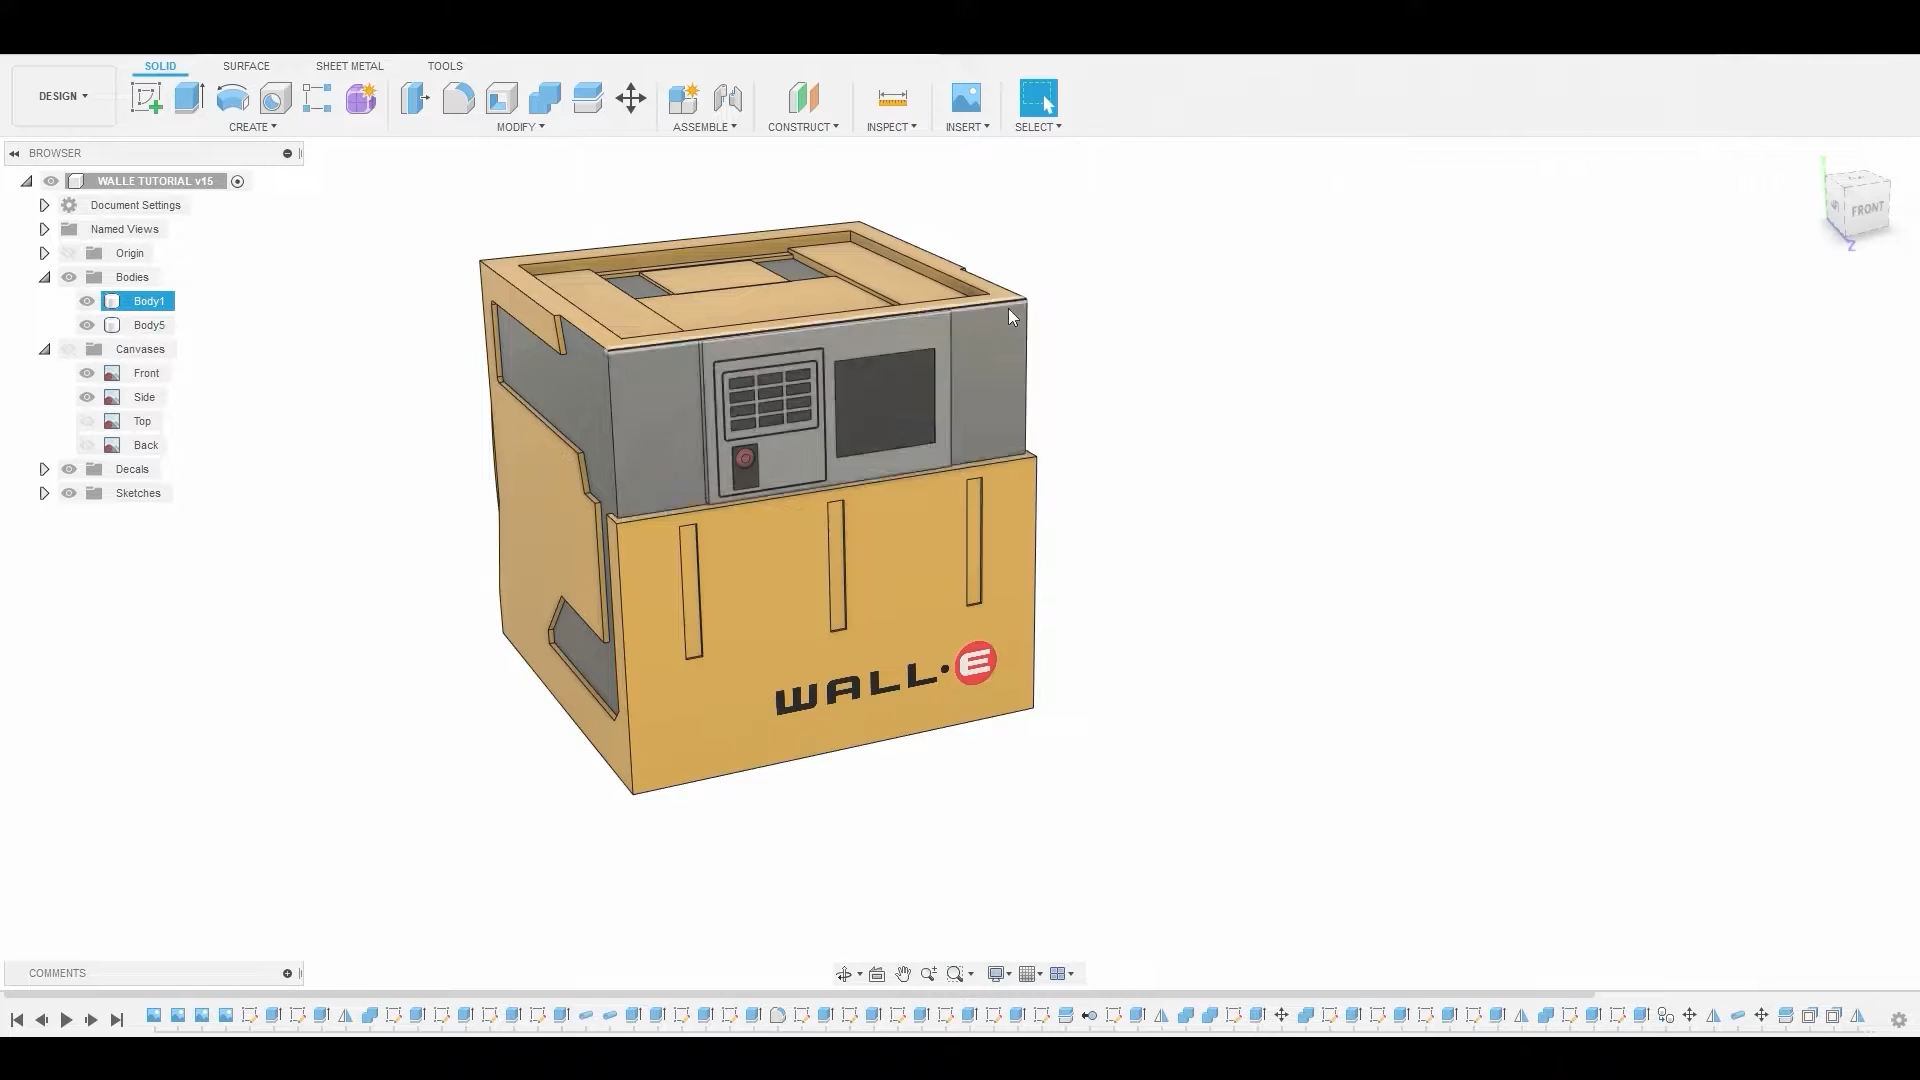 SOLID
SURFACE
SHEET METAL
TOOLS
DESIGN
CREATE
MODIFY
ASSEMBLE
CONSTRUCT
INSPECT
INSERT
SELECT
BROWSER
WALLE TUTORIAL v15
Document Settings
Named Views
Origin
Bodies
Body1
Body5
Canvases
Front
Side
Top
Back
Decals
Sketches
FRONT
Z
WALL•E
COMMENTS